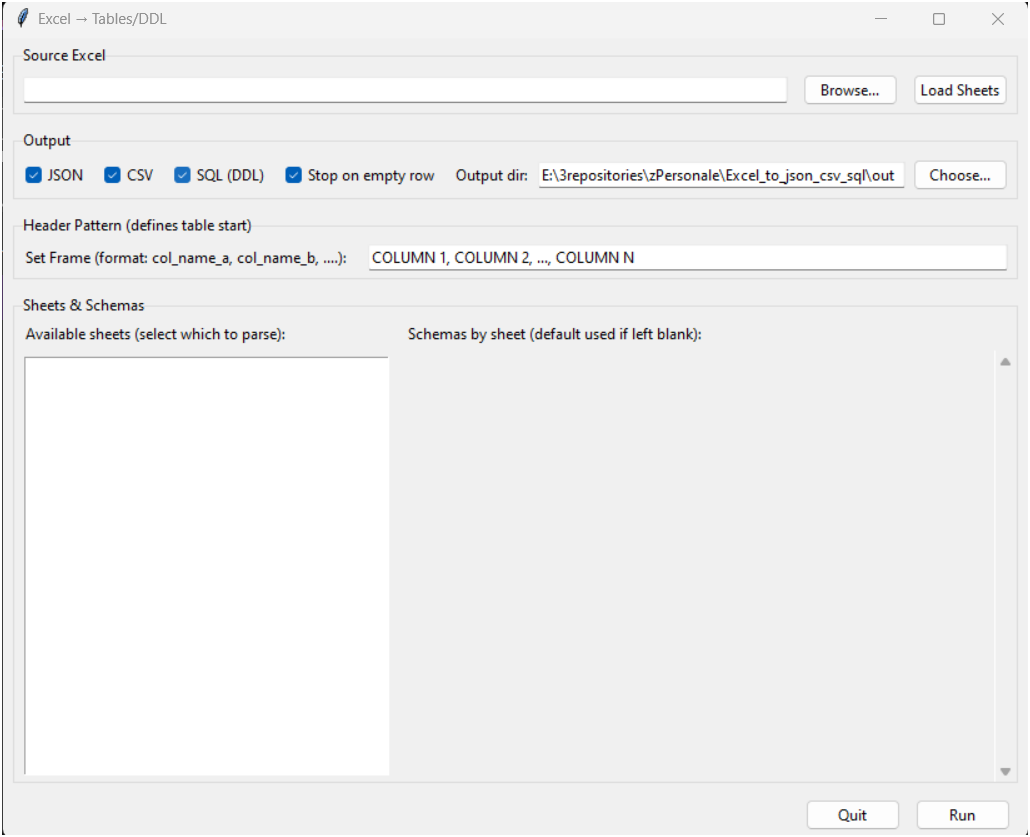 Excel → Tables/DDL
Source Excel
Browse... Load Sheets
Output
JSON CSV SQL (DDL) Stop on empty row Output dir: E:\3repositories\zPersonale\Excel_to_json_csv_sql\out Choose...
Header Pattern (defines table start)
Set Frame (format: col_name_a, col_name_b, ....): COLUMN 1, COLUMN 2, ..., COLUMN N
Sheets & Schemas
Available sheets (select which to parse): Schemas by sheet (default used if left blank):
Quit Run